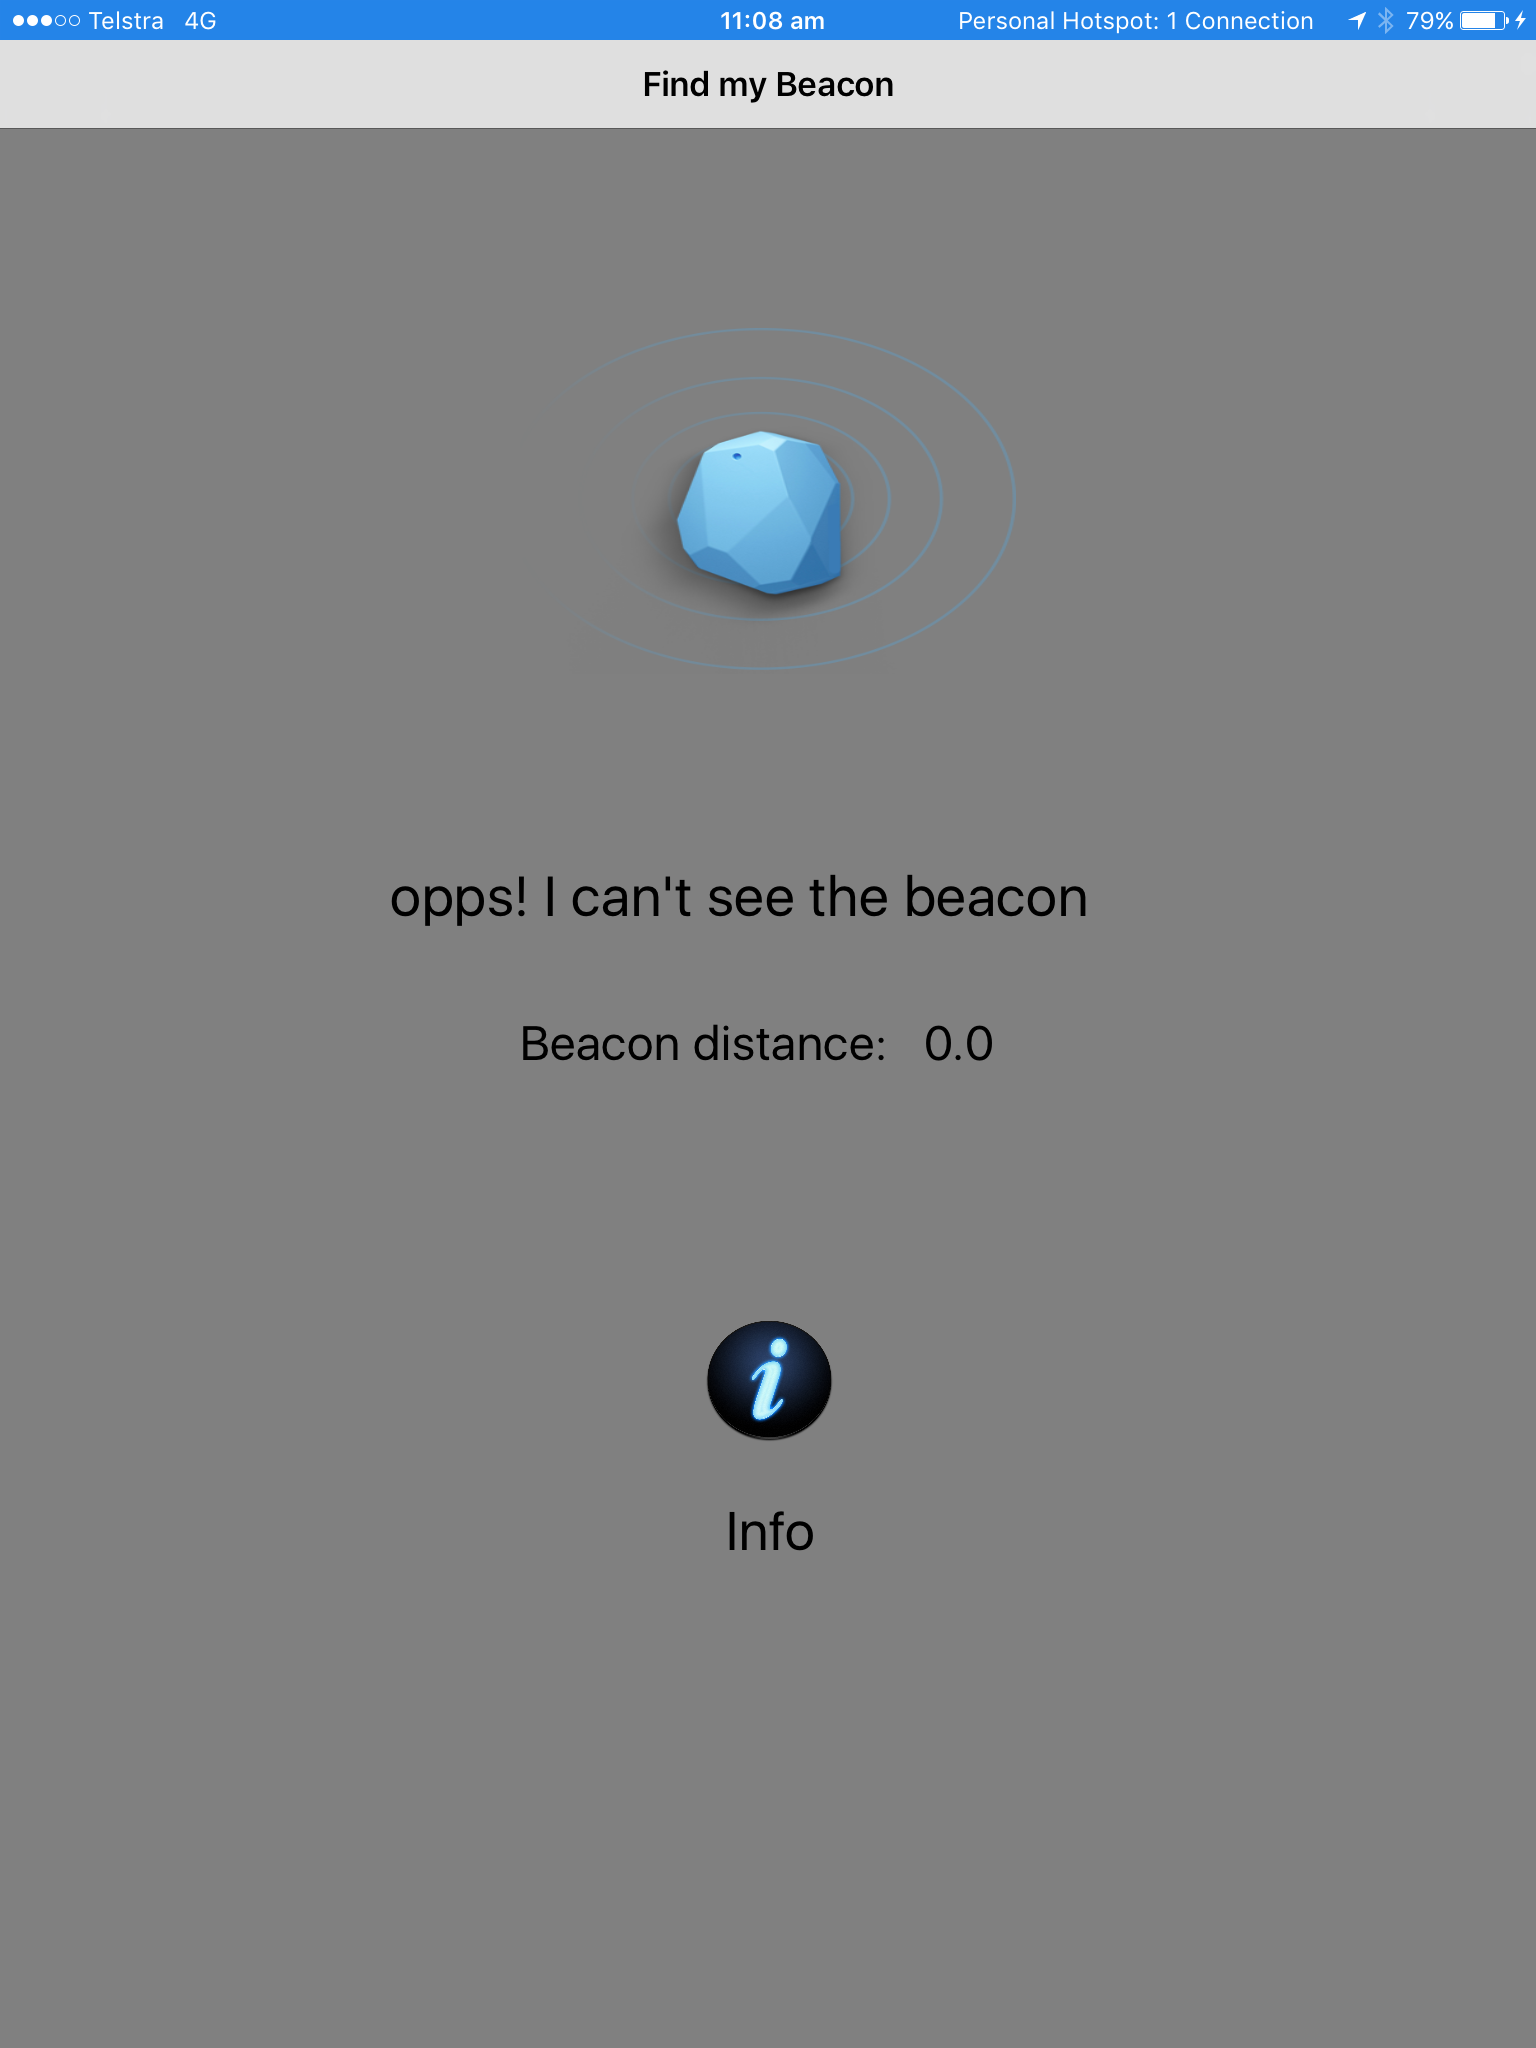 Telstra 4G 11:08 am Personal Hotspot: 1 Connection 79%
Find my Beacon
opps! I can't see the beacon
Beacon distance: 0.0
i
Info